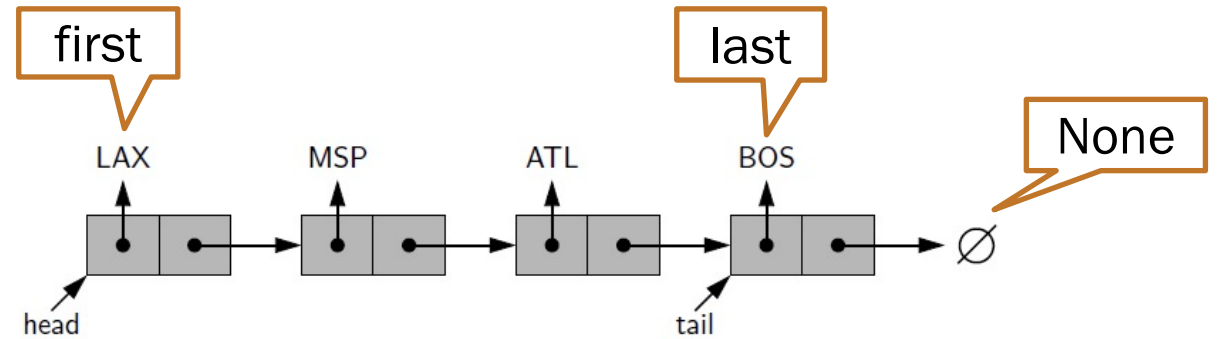 first
last
None
LAX
MSP
ATL
BOS
∅
head
tail